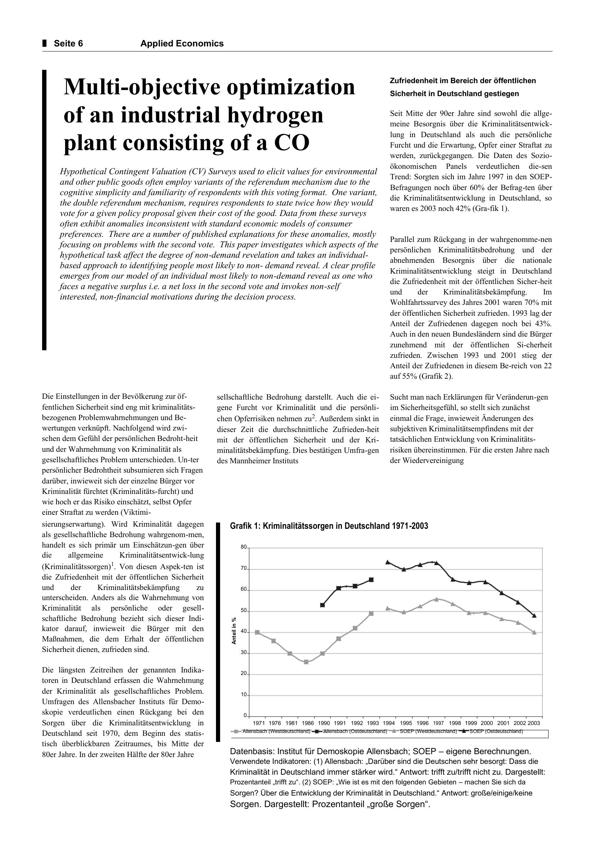 Seite 6 Applied Economics
Multi-objective optimization
of an industrial hydrogen
plant consisting of a CO
Hypothetical Contingent Valuation (CV) Surveys used to elicit values for environmental
and other public goods often employ variants of the referendum mechanism due to the
cognitive simplicity and familiarity of respondents with this voting format. One variant,
the double referendum mechanism, requires respondents to state twice how they would
vote for a given policy proposal given their cost of the good. Data from these surveys
often exhibit anomalies inconsistent with standard economic models of consumer
preferences. There are a number of published explanations for these anomalies, mostly
focusing on problems with the second vote. This paper investigates which aspects of the
hypothetical task affect the degree of non-demand revelation and takes an individual-
based approach to identifying people most likely to non- demand reveal. A clear profile
emerges from our model of an individual most likely to non-demand reveal as one who
faces a negative surplus i.e. a net loss in the second vote and invokes non-self
interested, non-financial motivations during the decision process.
Zufriedenheit im Bereich der öffentlichen
Sicherheit in Deutschland gestiegen
Seit Mitte der 90er Jahre sind sowohl die allge-
meine Besorgnis über die Kriminalitätsentwick-
lung in Deutschland als auch die persönliche
Furcht und die Erwartung, Opfer einer Straftat zu
werden, zurückgegangen. Die Daten des Sozio-
ökonomischen Panels verdeutlichen die-sen
Trend: Sorgten sich im Jahre 1997 in den SOEP-
Befragungen noch über 60% der Befrag-ten über
die Kriminalitätsentwicklung in Deutschland, so
waren es 2003 noch 42% (Gra-fik 1).
Parallel zum Rückgang in der wahrgenomme-nen
persönlichen Kriminalitätsbedrohung und der
abnehmenden Besorgnis über die nationale
Kriminalitätsentwicklung steigt in Deutschland
die Zufriedenheit mit der öffentlichen Sicher-heit
und der Kriminalitätsbekämpfung. Im
Wohlfahrtssurvey des Jahres 2001 waren 70% mit
der öffentlichen Sicherheit zufrieden. 1993 lag der
Anteil der Zufriedenen dagegen noch bei 43%.
Auch in den neuen Bundesländern sind die Bürger
zunehmend mit der öffentlichen Si-cherheit
zufrieden. Zwischen 1993 und 2001 stieg der
Anteil der Zufriedenen in diesem Be-reich von 22
auf 55% (Grafik 2).
Die Einstellungen in der Bevölkerung zur öf-
fentlichen Sicherheit sind eng mit kriminalitäts-
bezogenen Problemwahrnehmungen und Be-
wertungen verknüpft. Nachfolgend wird zwi-
schen dem Gefühl der persönlichen Bedroht-heit
und der Wahrnehmung von Kriminalität als
gesellschaftliches Problem unterschieden. Un-ter
persönlicher Bedrohtheit subsumieren sich Fragen
darüber, inwieweit sich der einzelne Bürger vor
Kriminalität fürchtet (Kriminalitäts-furcht) und
wie hoch er das Risiko einschätzt, selbst Opfer
einer Straftat zu werden (Viktimi-
sierungserwartung). Wird Kriminalität dagegen
als gesellschaftliche Bedrohung wahrgenom-men,
handelt es sich primär um Einschätzun-gen über
die allgemeine Kriminalitätsentwick-lung
(Kriminalitätssorgen)1. Von diesen Aspek-ten ist
die Zufriedenheit mit der öffentlichen Sicherheit
und der Kriminalitätsbekämpfung zu
unterscheiden. Anders als die Wahrnehmung von
Kriminalität als persönliche oder gesell-
schaftliche Bedrohung bezieht sich dieser Indi-
kator darauf, inwieweit die Bürger mit den
Maßnahmen, die dem Erhalt der öffentlichen
Sicherheit dienen, zufrieden sind.
Die längsten Zeitreihen der genannten Indika-
toren in Deutschland erfassen die Wahrnehmung
der Kriminalität als gesellschaftliches Problem.
Umfragen des Allensbacher Instituts für Demo-
skopie verdeutlichen einen Rückgang bei den
Sorgen über die Kriminalitätsentwicklung in
Deutschland seit 1970, dem Beginn des statis-
tisch überblickbaren Zeitraumes, bis Mitte der
80er Jahre. In der zweiten Hälfte der 80er Jahre
sellschaftliche Bedrohung darstellt. Auch die ei-
gene Furcht vor Kriminalität und die persönli-
chen Opferrisiken nehmen zu2. Außerdem sinkt in
dieser Zeit die durchschnittliche Zufrieden-heit
mit der öffentlichen Sicherheit und der Kri-
minalitätsbekämpfung. Dies bestätigen Umfra-gen
des Mannheimer Instituts
Sucht man nach Erklärungen für Veränderun-gen
im Sicherheitsgefühl, so stellt sich zunächst
einmal die Frage, inwieweit Änderungen des
subjektiven Kriminalitätsempfindens mit der
tatsächlichen Entwicklung von Kriminalitäts-
risiken übereinstimmen. Für die ersten Jahre nach
der Wiedervereinigung
Grafik 1: Kriminalitätssorgen in Deutschland 1971-2003
Anteil in %
80
70
60
50
40
30
20
10
0
1971 1976 1981 1986 1990 1991 1992 1993 1994 1995 1996 1997 1998 1999 2000 2001 2002 2003
Allensbach (Westdeutschland) Allensbach (Ostdeutschland) SOEP (Westdeutschland) SOEP (Ostdeutschland)
Datenbasis: Institut für Demoskopie Allensbach; SOEP – eigene Berechnungen.
Verwendete Indikatoren: (1) Allensbach: „Darüber sind die Deutschen sehr besorgt: Dass die
Kriminalität in Deutschland immer stärker wird.“ Antwort: trifft zu/trifft nicht zu. Dargestellt:
Prozentanteil „trifft zu“. (2) SOEP: „Wie ist es mit den folgenden Gebieten – machen Sie sich da
Sorgen? Über die Entwicklung der Kriminalität in Deutschland.“ Antwort: große/einige/keine
Sorgen. Dargestellt: Prozentanteil „große Sorgen“.